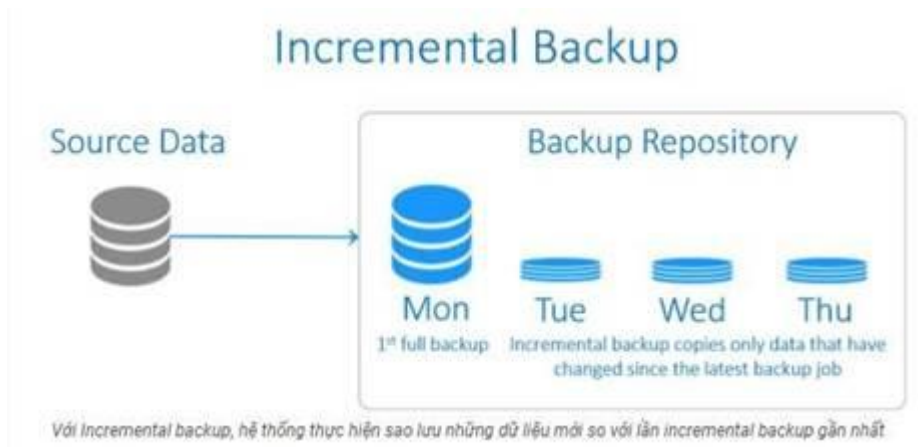 Incremental Backup
Source Data
Backup Repository
Mon
Tue
Wed
Thu
1st full backup
Incremental backup copies only data that have
changed since the latest backup job
Với Incremental backup, hệ thống thực hiện sao lưu những dữ liệu mới so với lần incremental backup gần nhất